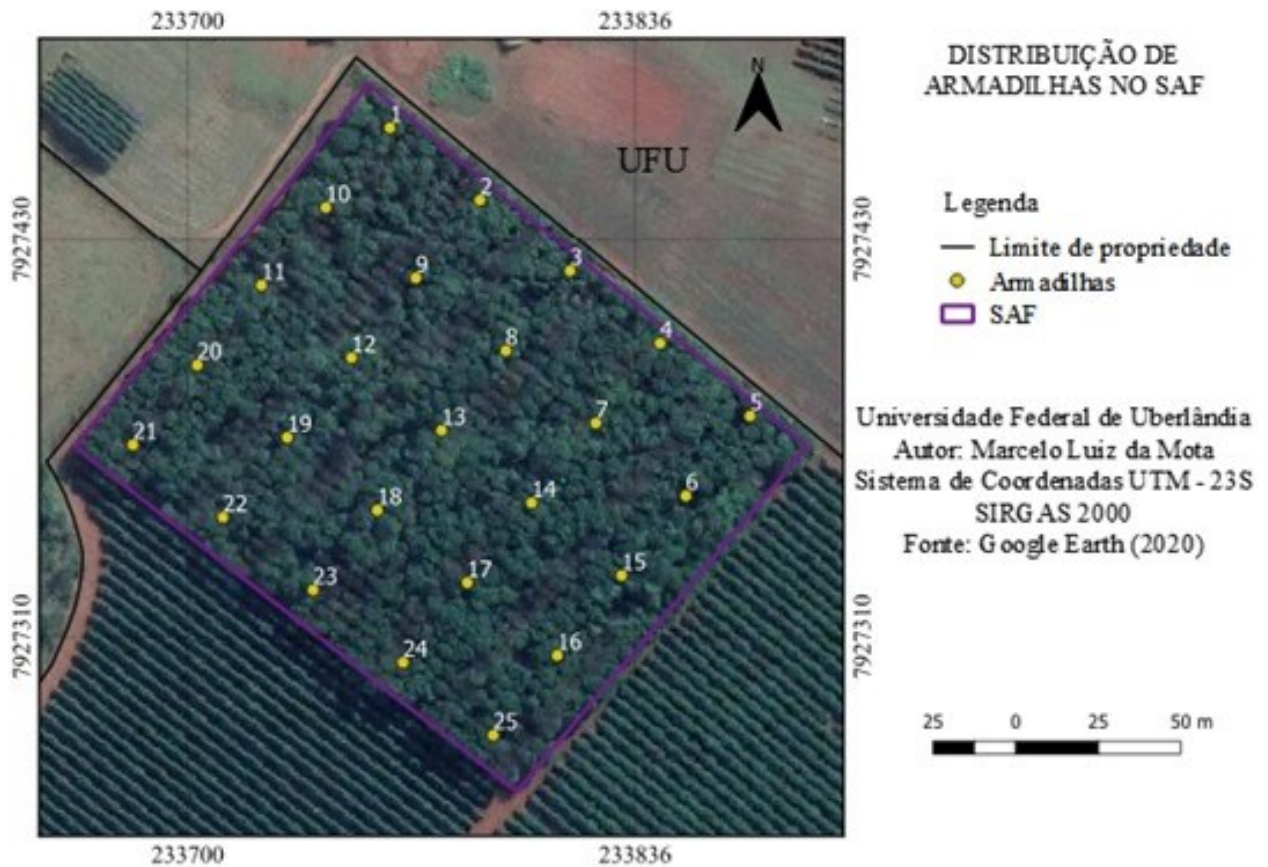 233700
233836
DISTRIBUIÇÃO DE
ARMADILHAS NO SAF
N
UFU
1
2
10
7927430
7927430
Legenda
Limite de propriedade
Armadilhas
SAF
3
9
11
4
8
12
20
5
7
13
19
21
Universidade Federal de Uberlândia
Autor: Marcelo Luiz da Mota
Sistema de Coordenadas UTM - 23S
SIRGAS 2000
Fonte: Google Earth (2020)
6
14
18
22
15
17
23
7927310
7927310
16
24
25
25 0 25 50 m
233700
233836